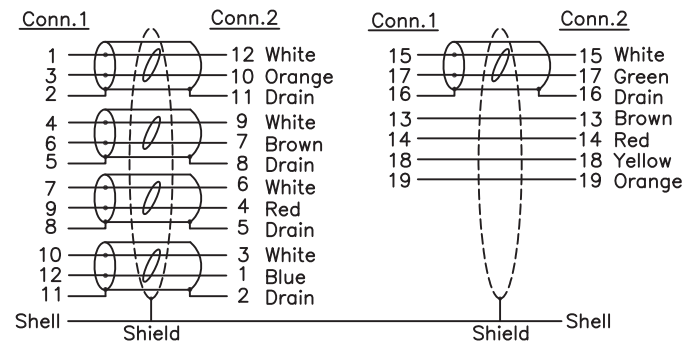 Conn.1 Conn.2
1 12 White
3 10 Orange
2 11 Drain
4 9 White
6 7 Brown
5 8 Drain
7 6 White
9 4 Red
8 5 Drain
10 3 White
12 1 Blue
11 2 Drain
Conn.1 Conn.2
15 15 White
17 17 Green
16 16 Drain
13 13 Brown
14 14 Red
18 18 Yellow
19 19 Orange
Shell Shell
Shield Shield